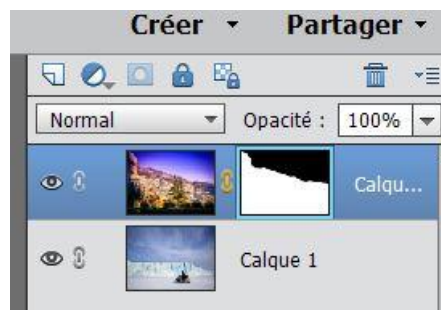 Créer Partager
Normal Opacité : 100%
Calqu...
Calque 1